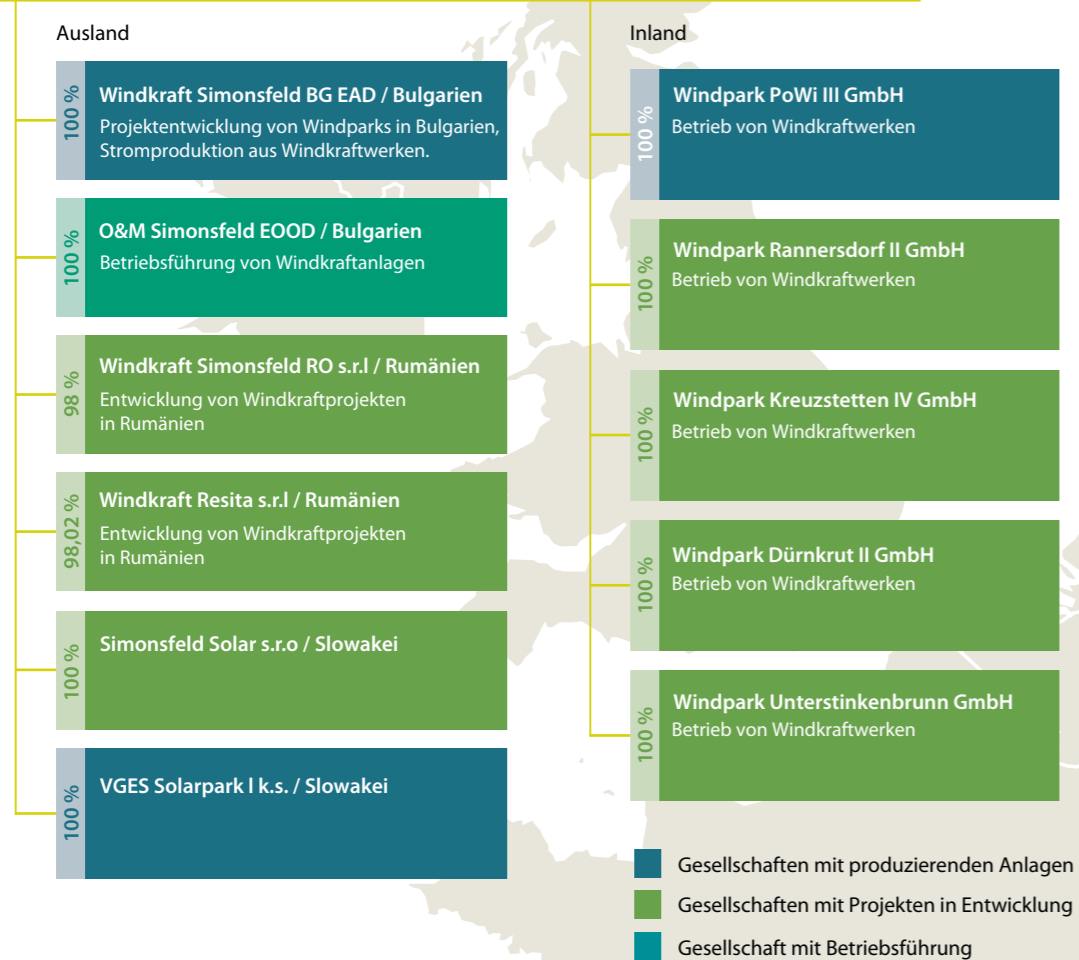 Ausland
100 %
Windkraft Simonsfeld BG EAD / Bulgarien
Projektentwicklung von Windparks in Bulgarien,
Stromproduktion aus Windkraftwerken.
100 %
O&M Simonsfeld EOOD / Bulgarien
Betriebsführung von Windkraftanlagen
98 %
Windkraft Simonsfeld RO s.r.l / Rumänien
Entwicklung von Windkraftprojekten
in Rumänien
98,02 %
Windkraft Resita s.r.l / Rumänien
Entwicklung von Windkraftprojekten
in Rumänien
100 %
Simonsfeld Solar s.r.o / Slowakei
100 %
VGES Solarpark l k.s. / Slowakei
Inland
100 %
Windpark PoWi III GmbH
Betrieb von Windkraftwerken
100 %
Windpark Rannersdorf II GmbH
Betrieb von Windkraftwerken
100 %
Windpark Kreuzstetten IV GmbH
Betrieb von Windkraftwerken
100 %
Windpark Dürnkrut II GmbH
Betrieb von Windkraftwerken
100 %
Windpark Unterstinkenbrunn GmbH
Betrieb von Windkraftwerken
Gesellschaften mit produzierenden Anlagen
Gesellschaften mit Projekten in Entwicklung
Gesellschaft mit Betriebsführung